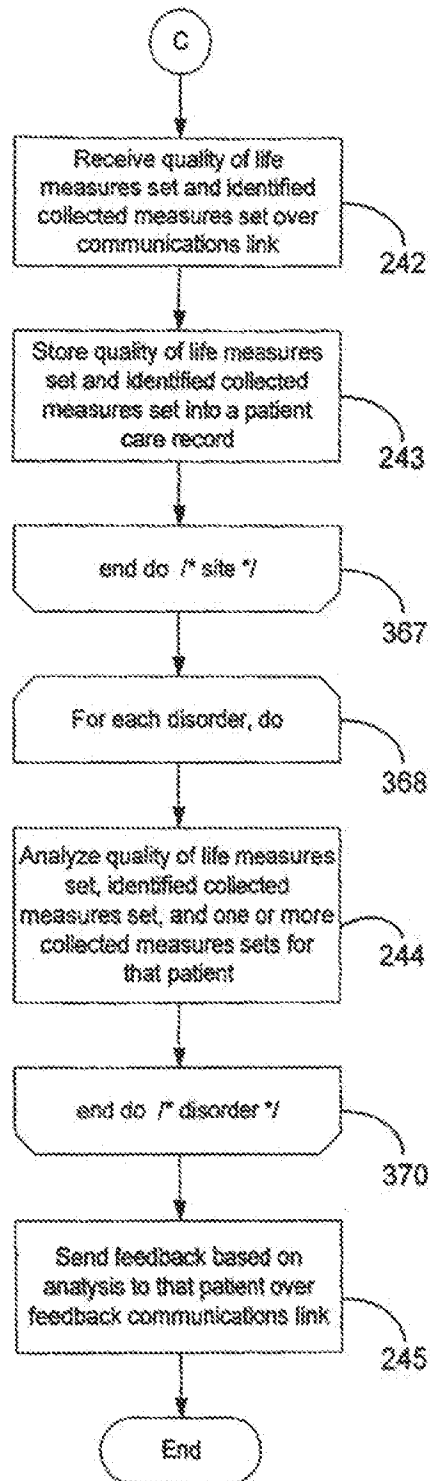 C
Receive quality of life
measures set and identified
collected measures set over
communications link
242
Store quality of life measures
set and identified collected
measures set into a patient
care record
243
end do /* site */
367
For each disorder, do
368
Analyze quality of life measures
set, identified collected
measures set, and one or more
collected measures sets for
that patient
244
end do /* disorder */
370
Send feedback based on
analysis to that patient over
feedback communications link
245
End